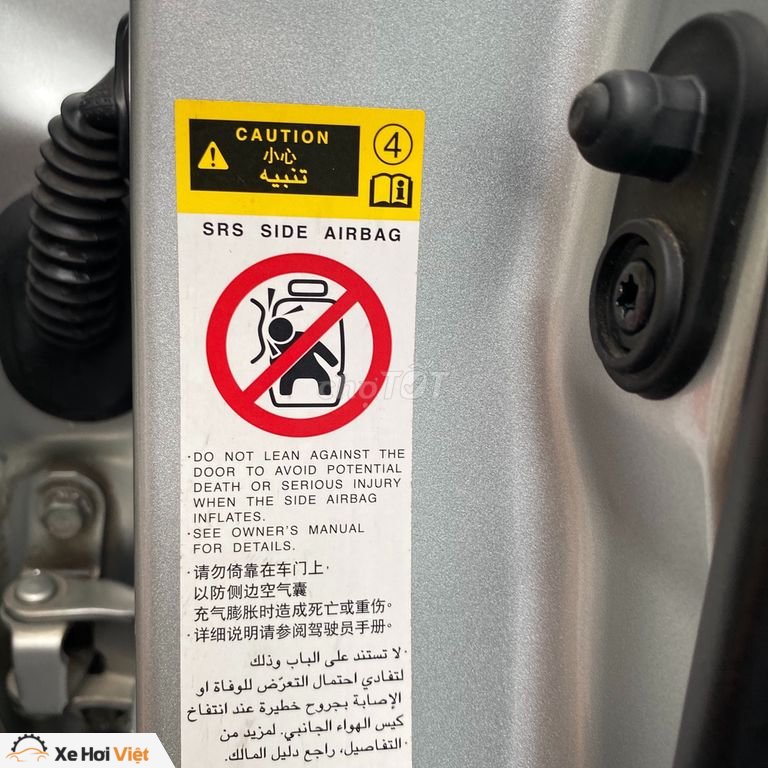 CAUTION
小心
تنبيه
4
SRS SIDE AIRBAG
chợTỐT
·DO NOT LEAN AGAINST THE
DOOR TO AVOID POTENTIAL
DEATH OR SERIOUS INJURY
WHEN THE SIDE AIRBAG
INFLATES.
·SEE OWNER'S MANUAL
FOR DETAILS.
·请勿倚靠在车门上,
以防侧边空气囊
充气膨胀时造成死亡或重伤。
·详细说明请参阅驾驶员手册。
·لا تستند على الباب وذلك
لتفادي احتمال التعرّض للوفاة او
الإصابة بجروح خطيرة عند انتفاخ
كيس الهواء الجانبي. لمزيد من
·التفاصيل، راجع دليل المالك.
Xe Hơi Việt